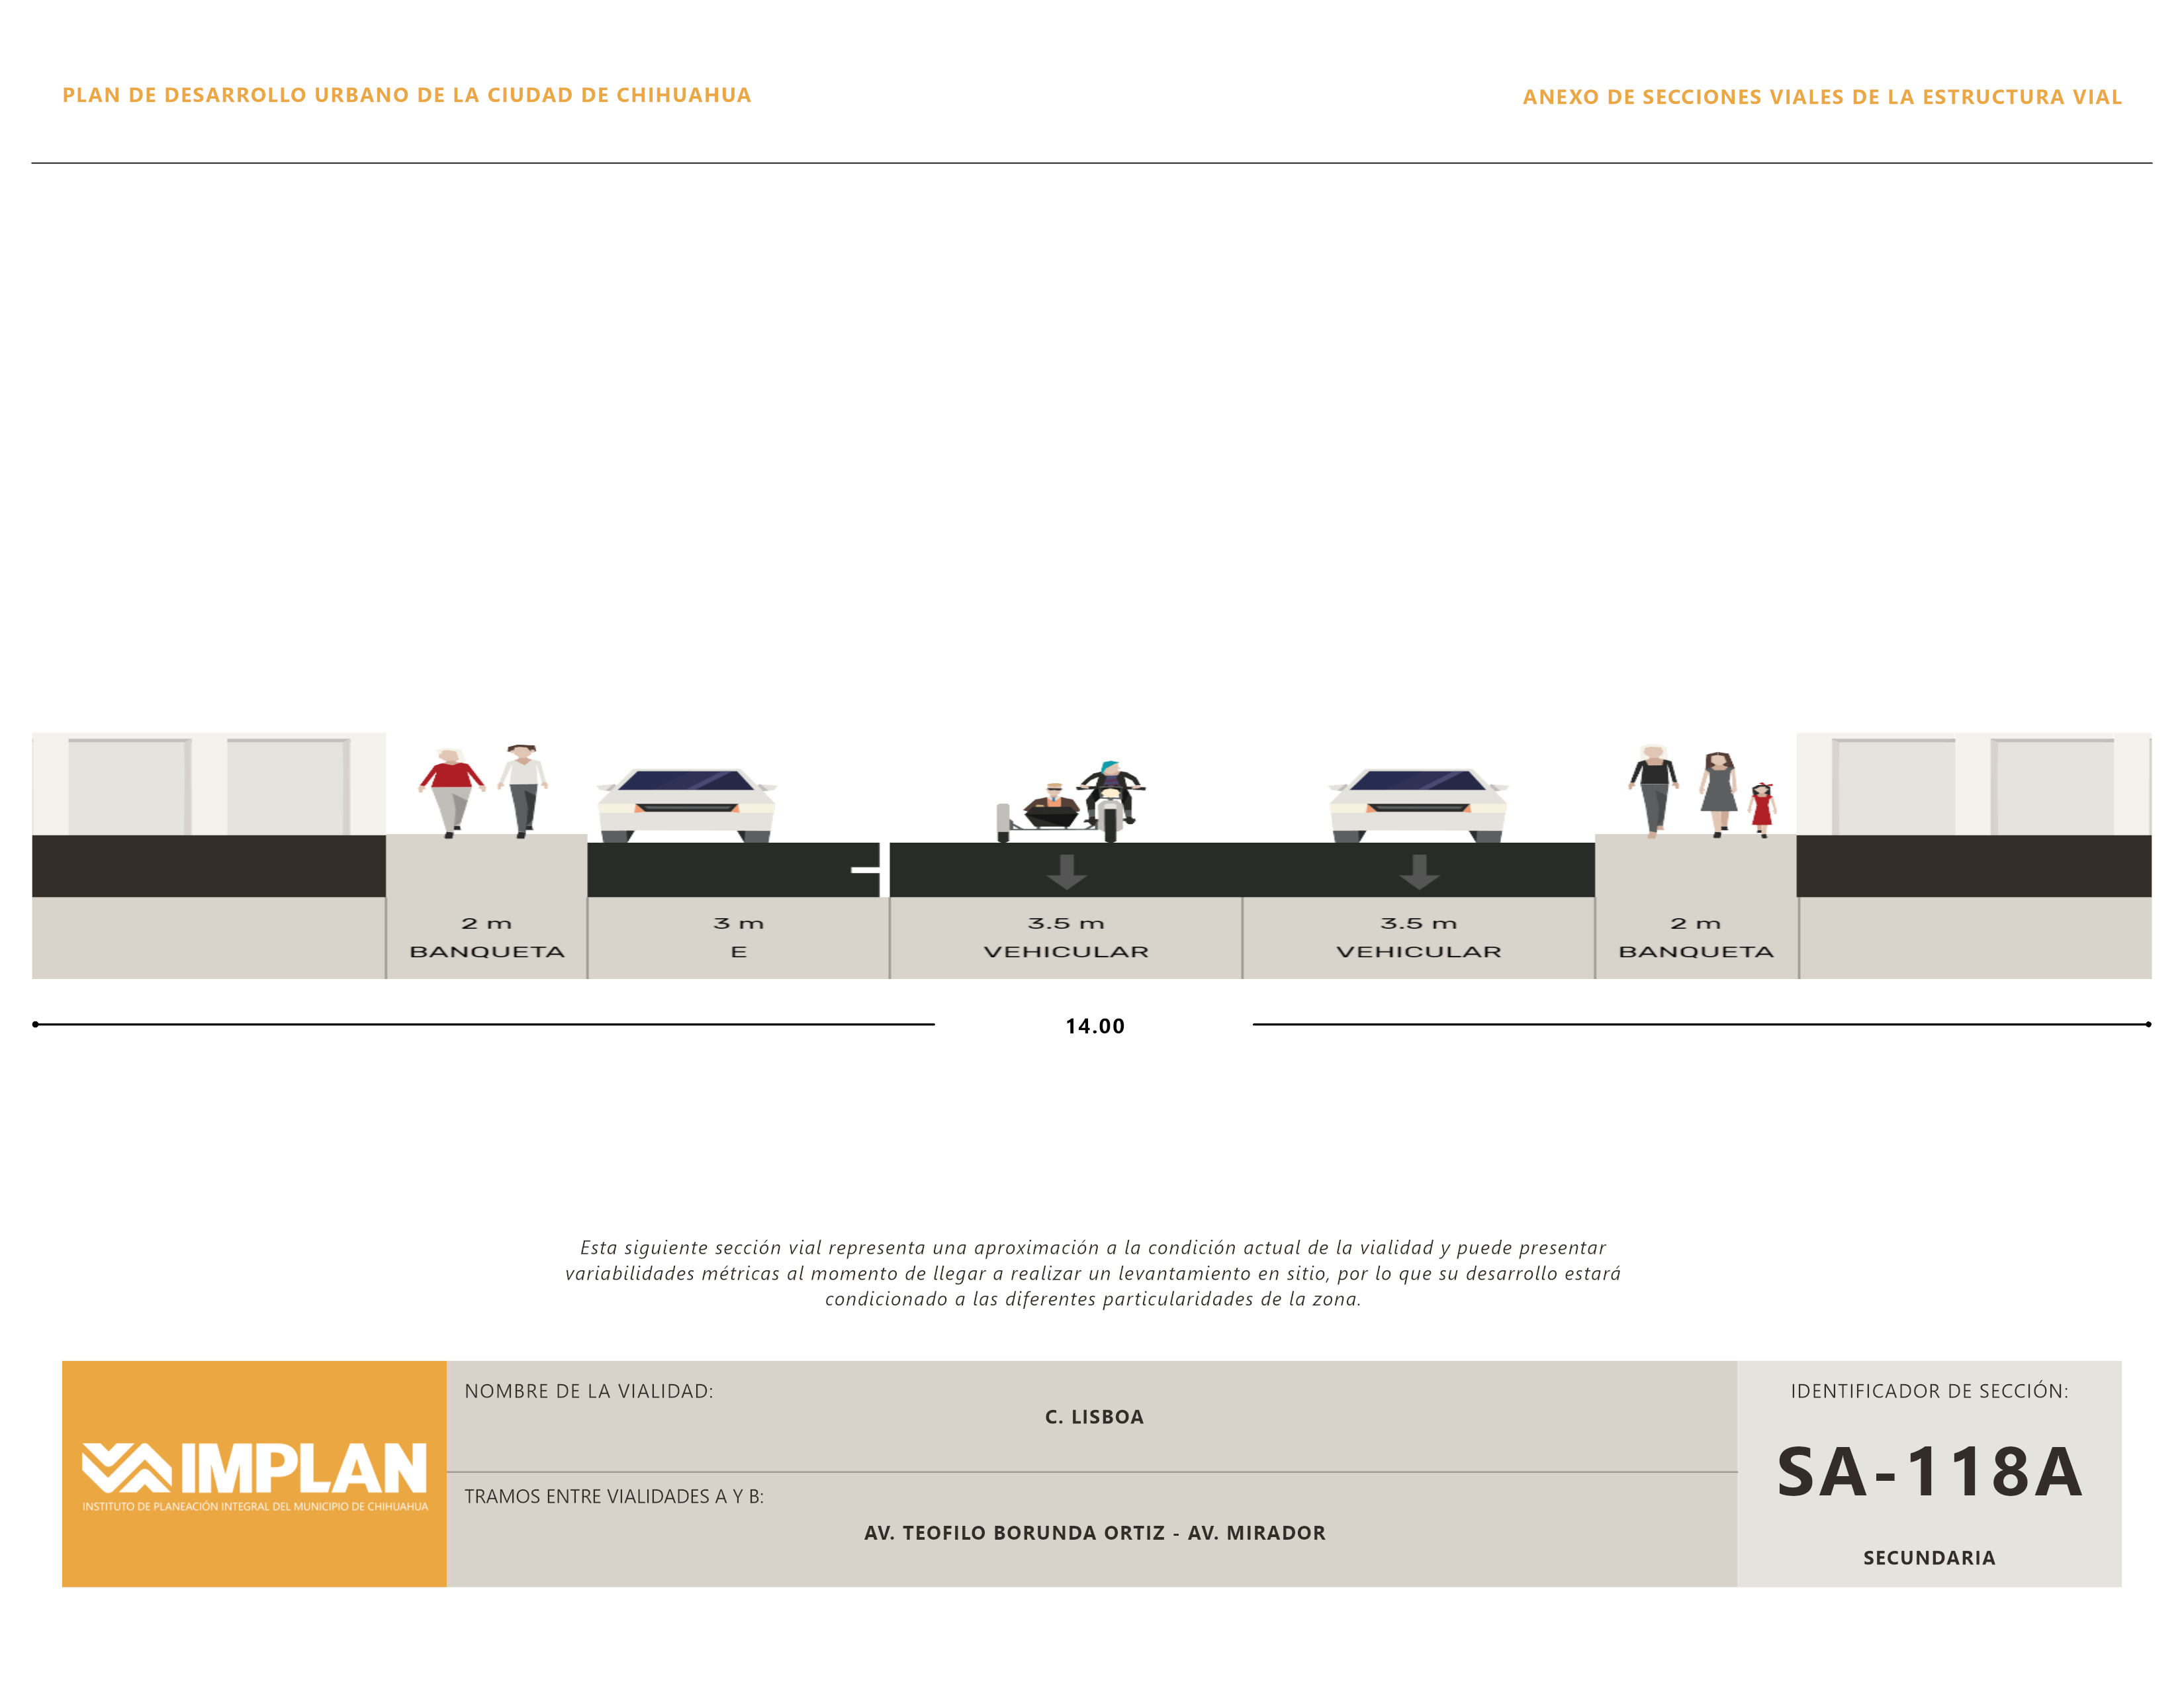 PLAN DE DESARROLLO URBANO DE LA CIUDAD DE CHIHUAHUA
ANEXO DE SECCIONES VIALES DE LA ESTRUCTURA VIAL
2 m
BANQUETA
3 m
E
3.5 m
VEHICULAR
3.5 m
VEHICULAR
2 m
BANQUETA
14.00
Esta siguiente sección vial representa una aproximación a la condición actual de la vialidad y puede presentar
variabilidades métricas al momento de llegar a realizar un levantamiento en sitio, por lo que su desarrollo estará
condicionado a las diferentes particularidades de la zona.
IMPLAN
INSTITUTO DE PLANEACIÓN INTEGRAL DEL MUNICIPIO DE CHIHUAHUA
NOMBRE DE LA VIALIDAD:
C. LISBOA
TRAMOS ENTRE VIALIDADES A Y B:
AV. TEOFILO BORUNDA ORTIZ - AV. MIRADOR
IDENTIFICADOR DE SECCIÓN:
SA-118A
SECUNDARIA